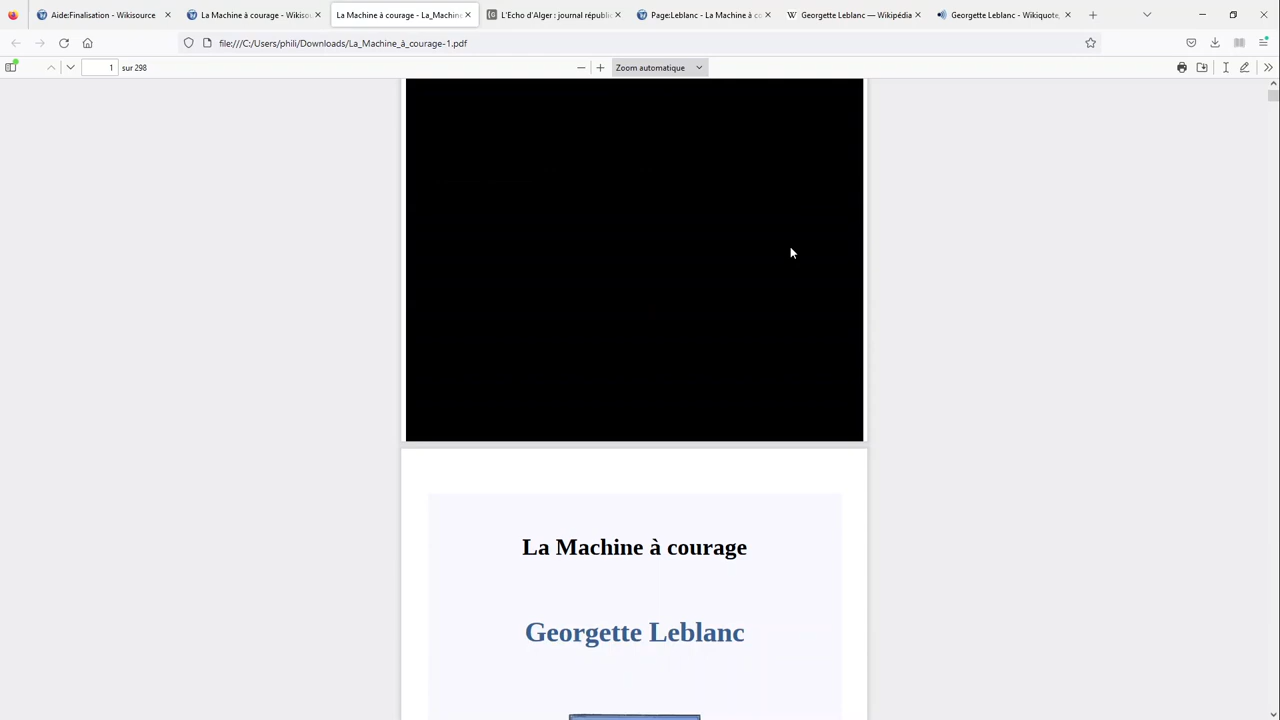 Aide:Finalisation - Wikisource
La Machine à courage - Wikiso
La Machine à courage - La_Machine
L'Echo d'Alger : journal républi
Page:Leblanc - La Machine à co
Georgette Leblanc — Wikipédia
Georgette Leblanc - Wikiquote,
file:///C:/Users/phili/Downloads/La_Machine_à_courage-1.pdf
1 sur 298
Zoom automatique
La Machine à courage
Georgette Leblanc